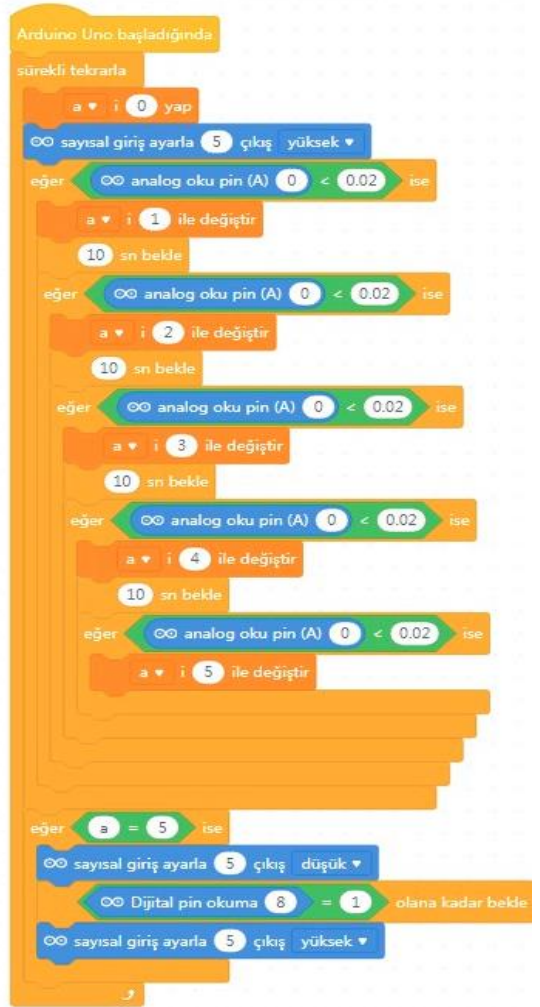 Arduino Uno başladığında
sürekli tekrarla
a ▾ i 0 yap
sayısal giriş ayarla 5 çıkış yüksek ▾
eğer analog oku pin (A) 0 < 0.02 ise
a ▾ i 1 ile değiştir
10 sn bekle
eğer analog oku pin (A) 0 < 0.02 ise
a ▾ i 2 ile değiştir
10 sn bekle
eğer analog oku pin (A) 0 < 0.02 ise
a ▾ i 3 ile değiştir
10 sn bekle
eğer analog oku pin (A) 0 < 0.02 ise
a ▾ i 4 ile değiştir
10 sn bekle
eğer analog oku pin (A) 0 < 0.02 ise
a ▾ i 5 ile değiştir
eğer a = 5 ise
sayısal giriş ayarla 5 çıkış düşük ▾
Dijital pin okuma 8 = 1 olana kadar bekle
sayısal giriş ayarla 5 çıkış yüksek ▾